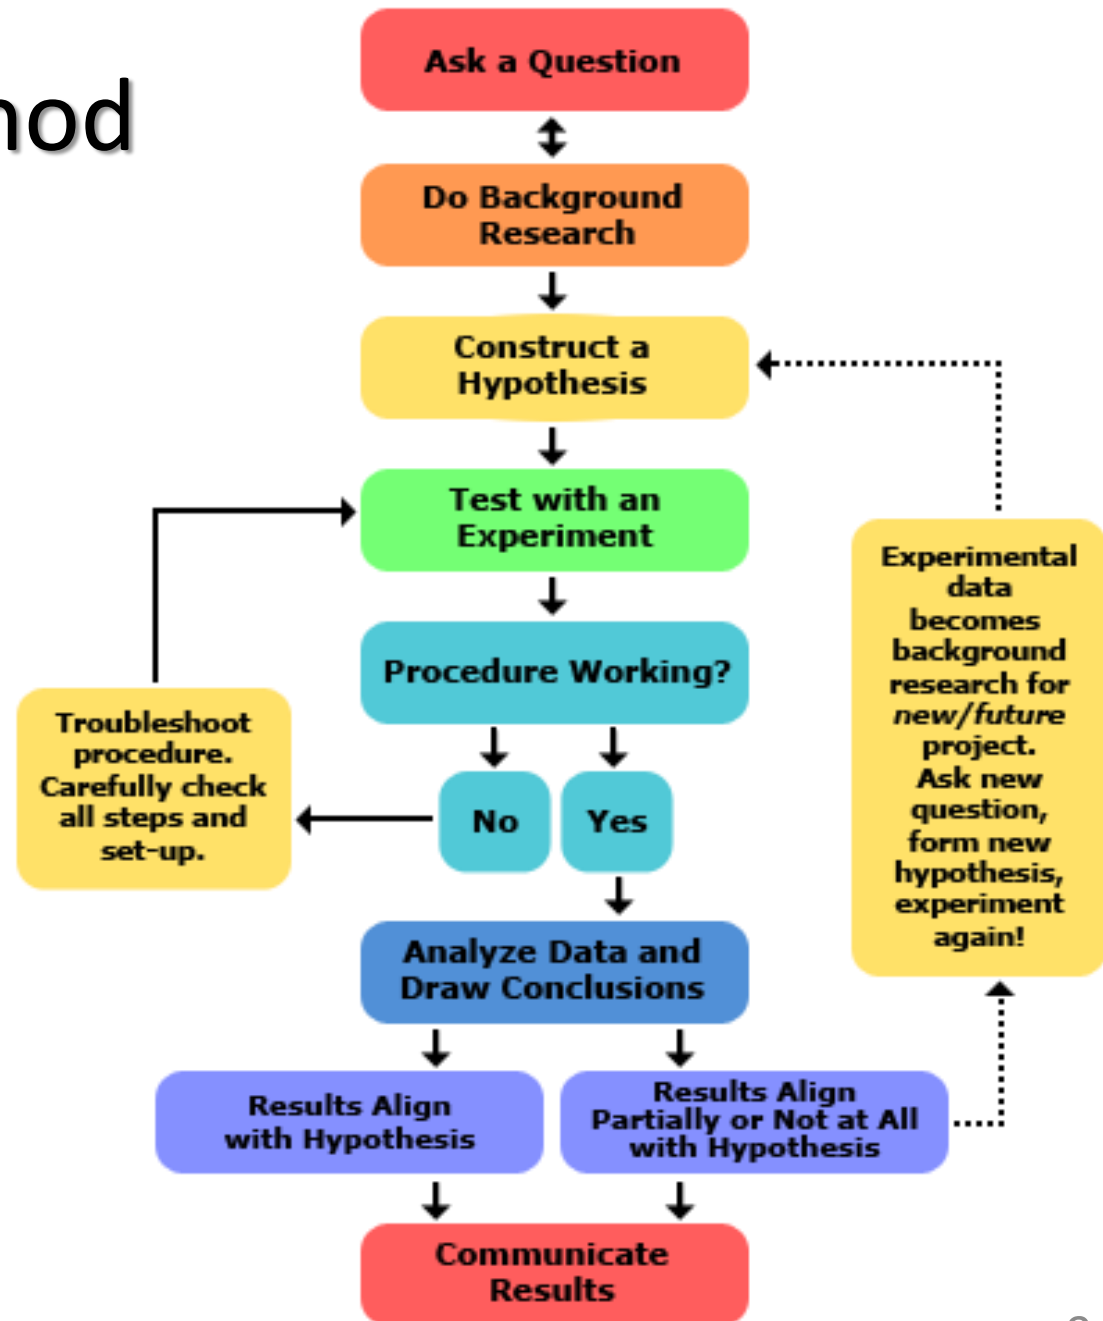 Ask a Question
Do Background
Research
Construct a
Hypothesis
Test with an
Experiment
Procedure Working?
Troubleshoot
procedure.
Carefully check
all steps and
set-up.
No
Yes
Experimental
data
becomes
background
research for
new/future
project.
Ask new
question,
form new
hypothesis,
experiment
again!
Analyze Data and
Draw Conclusions
Results Align
with Hypothesis
Results Align
Partially or Not at All
with Hypothesis
Communicate
Results